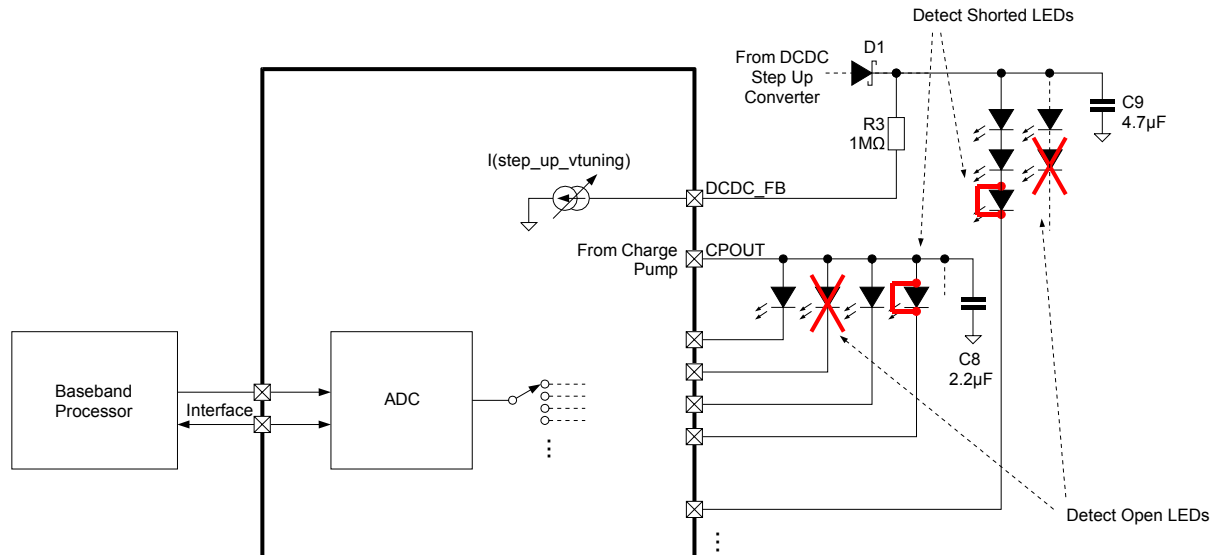 Detect Shorted LEDs
D1
From DCDC
Step Up
Converter
C9
4.7µF
R3
1MΩ
I(step_up_vtuning)
DCDC_FB
From Charge
Pump
CPOUT
C8
2.2µF
Baseband
Processor
Interface
ADC
Detect Open LEDs